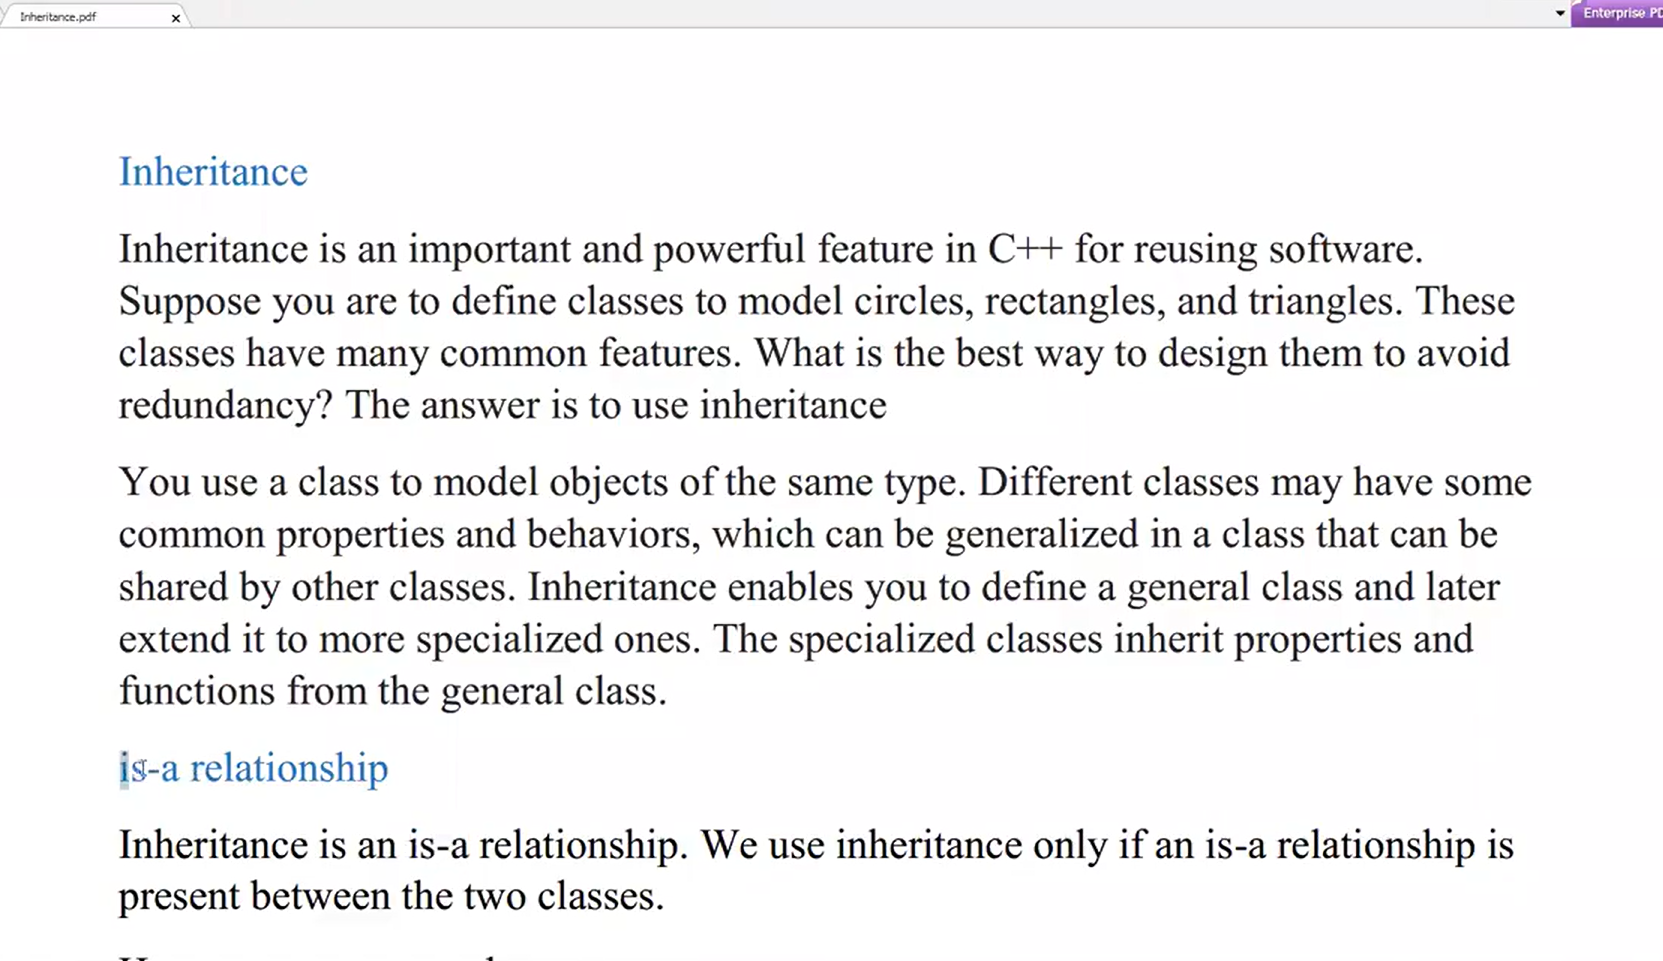 Inheritance.pdf
Enterprise
Inheritance
Inheritance is an important and powerful feature in C++ for reusing software.
Suppose you are to define classes to model circles, rectangles, and triangles. These
classes have many common features. What is the best way to design them to avoid
redundancy? The answer is to use inheritance
You use a class to model objects of the same type. Different classes may have some
common properties and behaviors, which can be generalized in a class that can be
shared by other classes. Inheritance enables you to define a general class and later
extend it to more specialized ones. The specialized classes inherit properties and
functions from the general class.
is-a relationship
Inheritance is an is-a relationship. We use inheritance only if an is-a relationship is
present between the two classes.